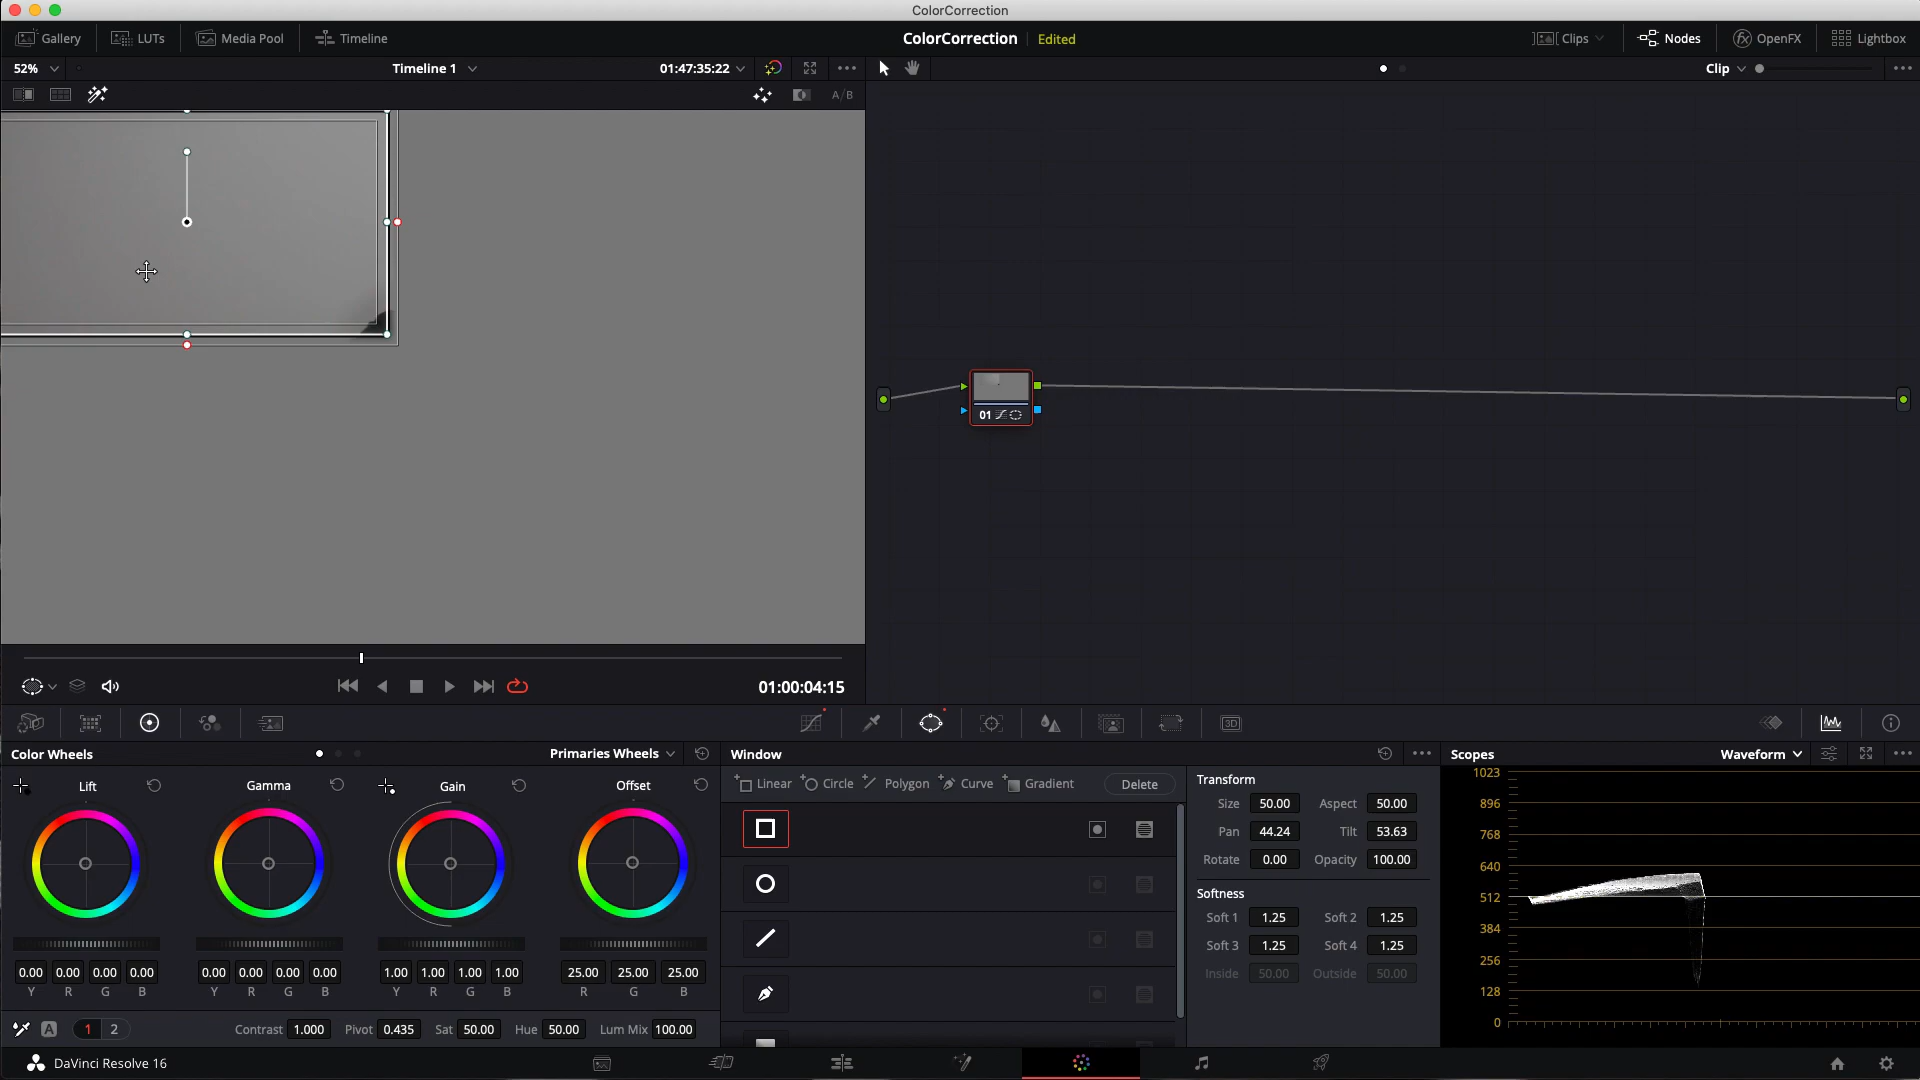 ColorCorrection
Gallery LUTs Media Pool Timeline ColorCorrection Edited Clips Nodes fx OpenFX Lightbox
52% Timeline 1 01:47:35:22 Clip
A/B
01
01:00:04:15
3D
Color Wheels Primaries Wheels Window Scopes Waveform
Lift Gamma Gain Offset
Linear Circle Polygon Curve Gradient Delete
Transform
Size 50.00 Aspect 50.00
Pan 44.24 Tilt 53.63
Rotate 0.00 Opacity 100.00
Softness
Soft 1 1.25 Soft 2 1.25
Soft 3 1.25 Soft 4 1.25
Inside 50.00 Outside 50.00
1023
896
768
640
512
384
256
128
0
0.00 0.00 0.00 0.00 0.00 0.00 0.00 0.00 1.00 1.00 1.00 1.00 25.00 25.00 25.00
Y R G B Y R G B Y R G B R G B
A 1 2 Contrast 1.000 Pivot 0.435 Sat 50.00 Hue 50.00 Lum Mix 100.00
DaVinci Resolve 16